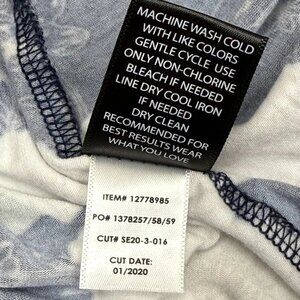 MACHINE WASH COLD
WITH LIKE COLORS
GENTLE CYCLE USE
ONLY NON-CHLORINE
BLEACH IF NEEDED
LINE DRY COOL IRON
IF NEEDED
DRY CLEAN
RECOMMENDED FOR
BEST RESULTS WEAR
WHAT YOU LOVE
ITEM# 12778985
PO# 1378257/58/59
CUT# SE20-3-016
CUT DATE:
01/2020